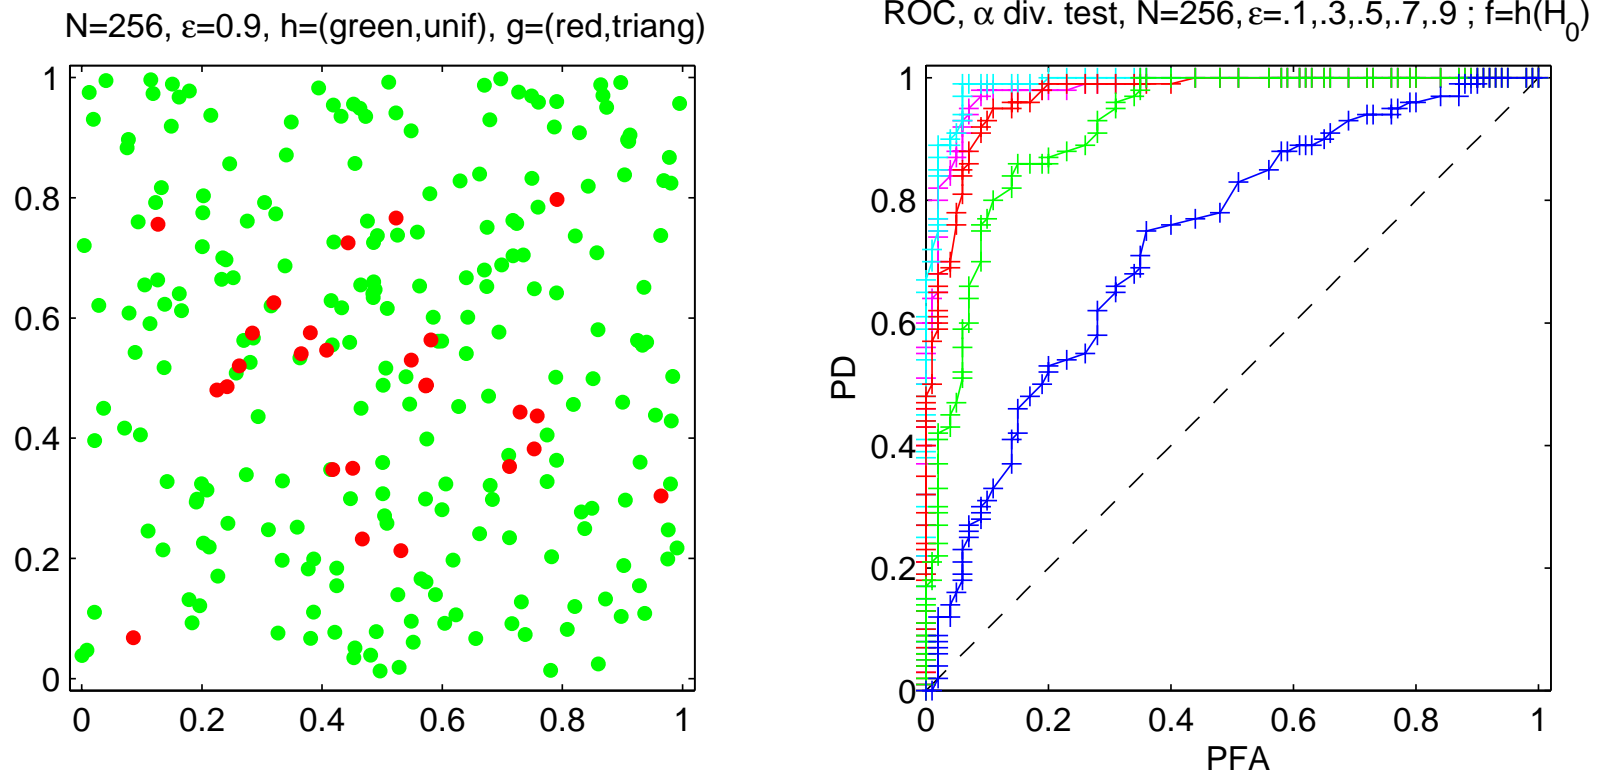 N=256, ε=0.9, h=(green,unif), g=(red,triang)
1
0.8
0.6
0.4
0.2
0
0 0.2 0.4 0.6 0.8 1
ROC, α div. test, N=256,ε=.1,.3,.5,.7,.9 ; f=h(H₀)
PD
1
0.8
0.6
0.4
0.2
0
0 0.2 0.4 0.6 0.8 1
PFA